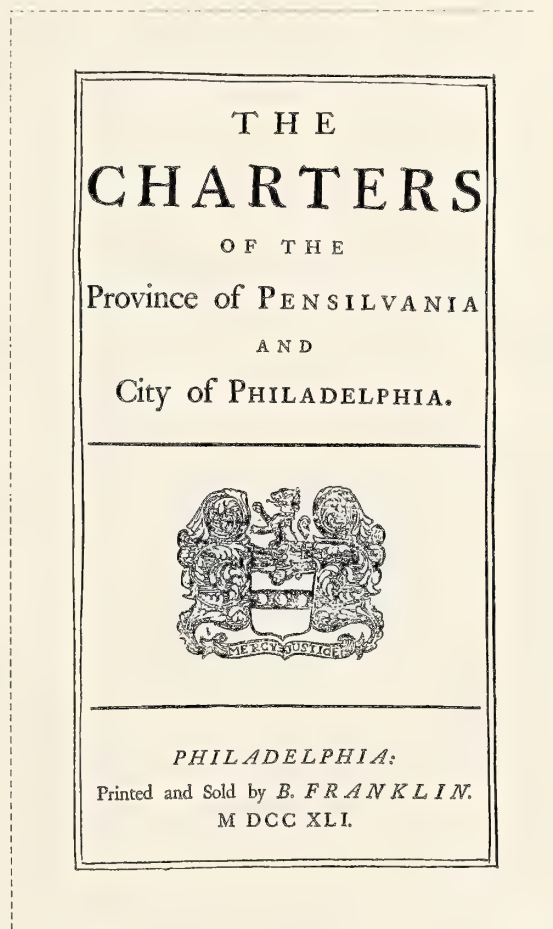 THE
CHARTERS
OF THE
Province of PENSILVANIA
AND
City of PHILADELPHIA.
MERCY JUSTICE
PHILADELPHIA:
Printed and Sold by B. FRANKLIN.
M DCC XLI.